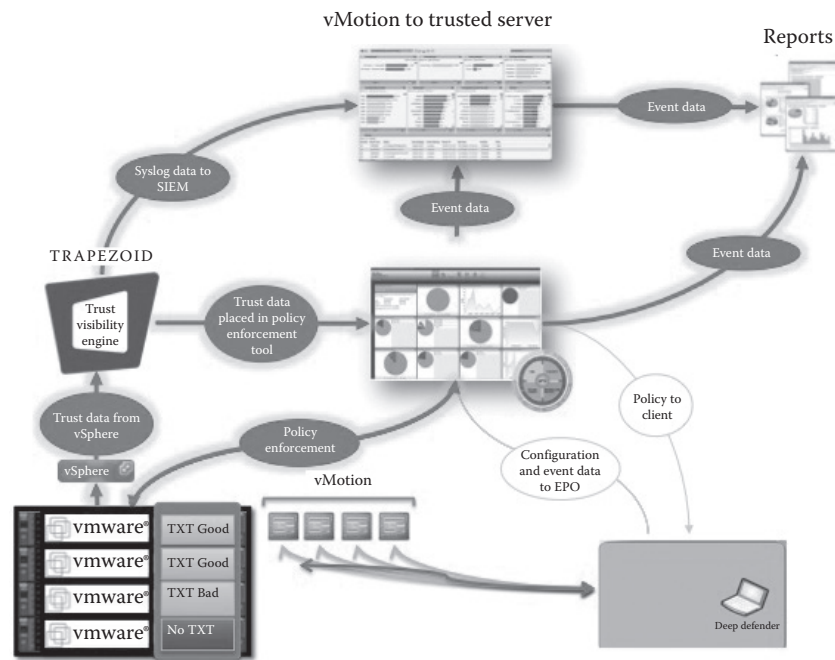 vMotion to trusted server
Reports
Event data
Syslog data to
SIEM
Event data
Event data
TRAPEZOID
Trust
visibility
engine
Trust data
placed in policy
enforcement
tool
Policy to
client
Trust data from
vSphere
Policy
enforcement
Configuration
and event data
to EPO
vSphere
vMotion
vmware®
TXT Good
vmware®
TXT Good
vmware®
TXT Bad
vmware®
No TXT
Deep defender